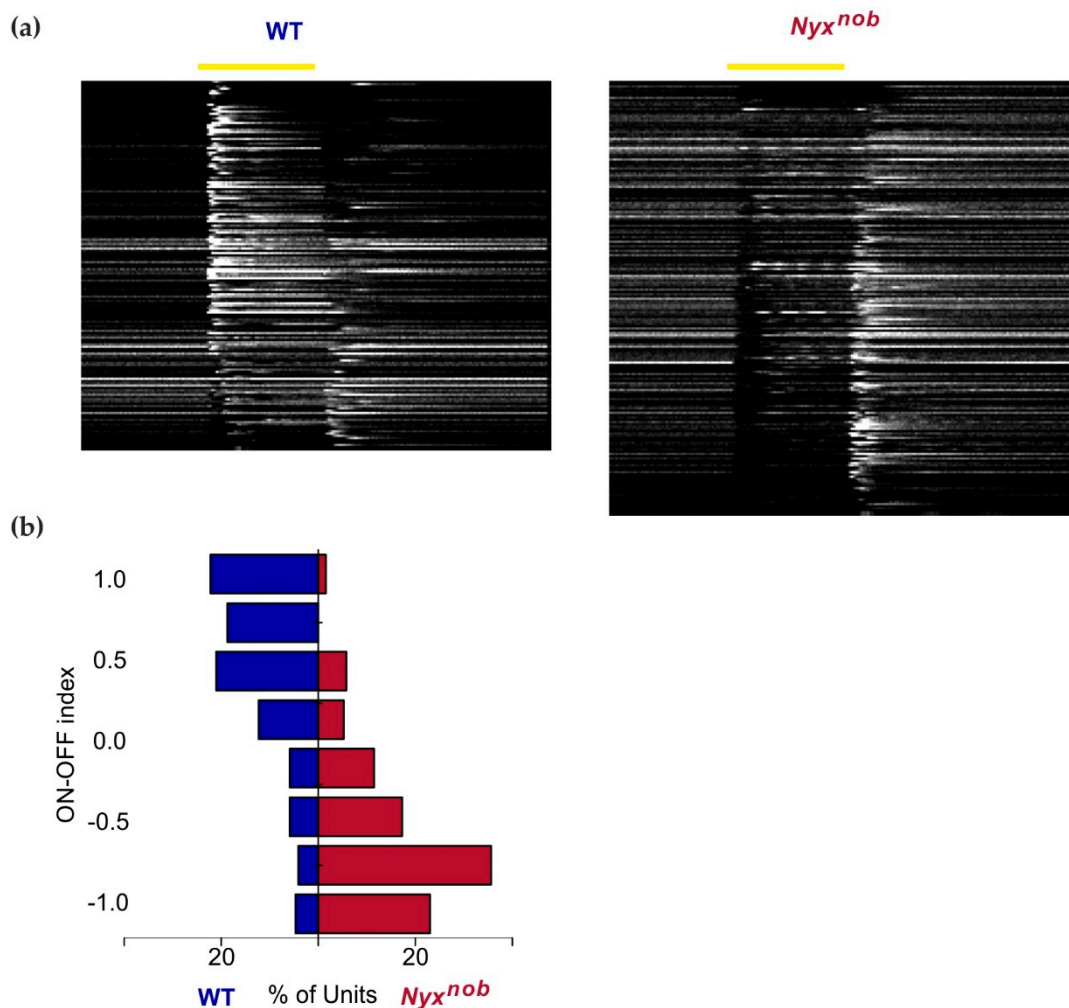 (a)
WT
Nyx^nob
(b)
1.0
0.5
0.0
-0.5
-1.0
ON-OFF index
20
20
WT % of Units Nyx^nob